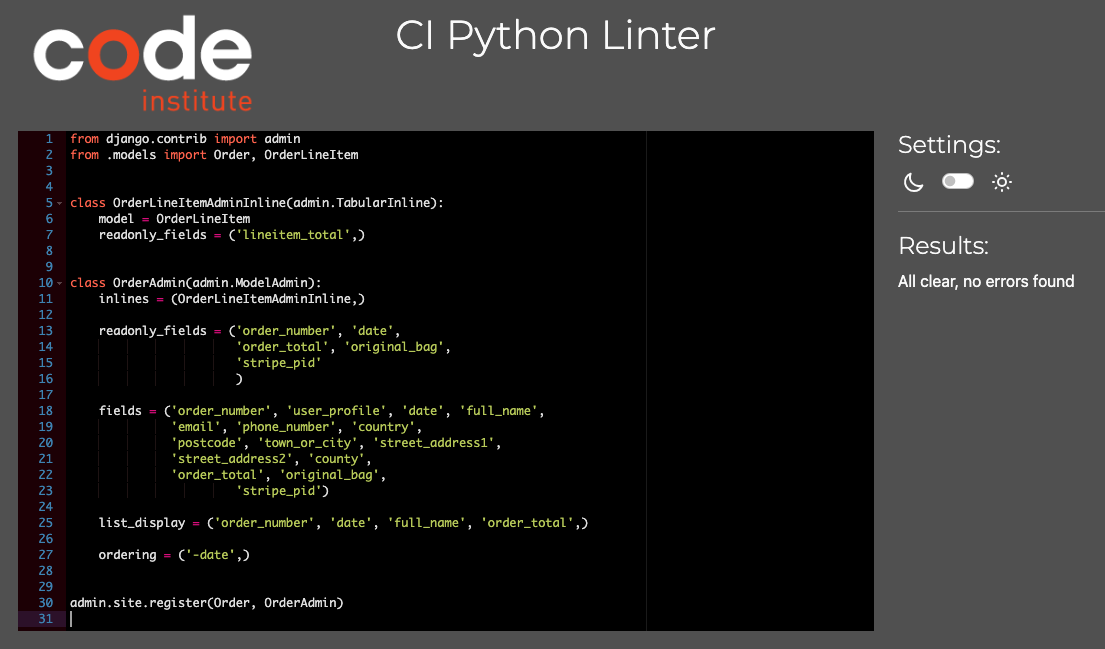 code
institute
CI Python Linter
1 from django.contrib import admin
2 from .models import Order, OrderLineItem
3
4
5 class OrderLineItemAdminInline(admin.TabularInline):
6     model = OrderLineItem
7     readonly_fields = ('lineitem_total',)
8
9
10 class OrderAdmin(admin.ModelAdmin):
11     inlines = (OrderLineItemAdminInline,)
12
13     readonly_fields = ('order_number', 'date',
14                        'order_total', 'original_bag',
15                        'stripe_pid'
16                        )
17
18     fields = ('order_number', 'user_profile', 'date', 'full_name',
19               'email', 'phone_number', 'country',
20               'postcode', 'town_or_city', 'street_address1',
21               'street_address2', 'county',
22               'order_total', 'original_bag',
23                        'stripe_pid')
24
25     list_display = ('order_number', 'date', 'full_name', 'order_total',)
26
27     ordering = ('-date',)
28
29
30 admin.site.register(Order, OrderAdmin)
31
Settings:
Results:
All clear, no errors found